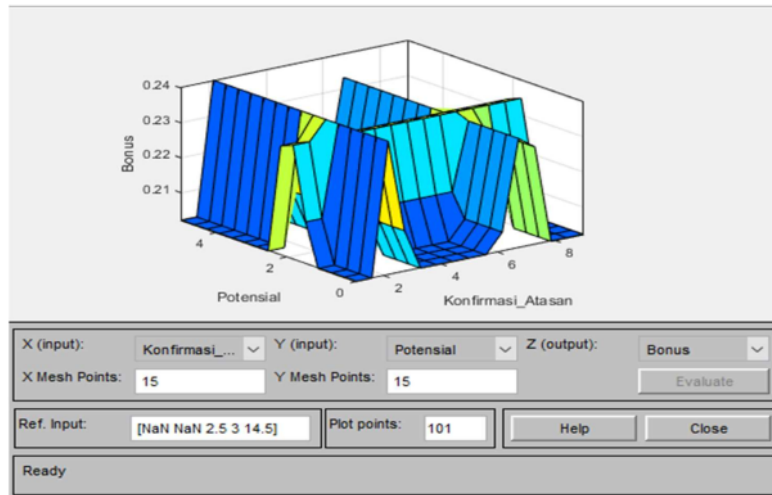 0.24
0.23
0.22
0.21
Bonus
4
2
0
Potensial
2
4
6
8
Konfirmasi_Atasan
X (input): Konfirmasi_... Y (input): Potensial Z (output): Bonus
X Mesh Points: 15 Y Mesh Points: 15 Evaluate
Ref. Input: [NaN NaN 2.5 3 14.5] Plot points: 101 Help Close
Ready